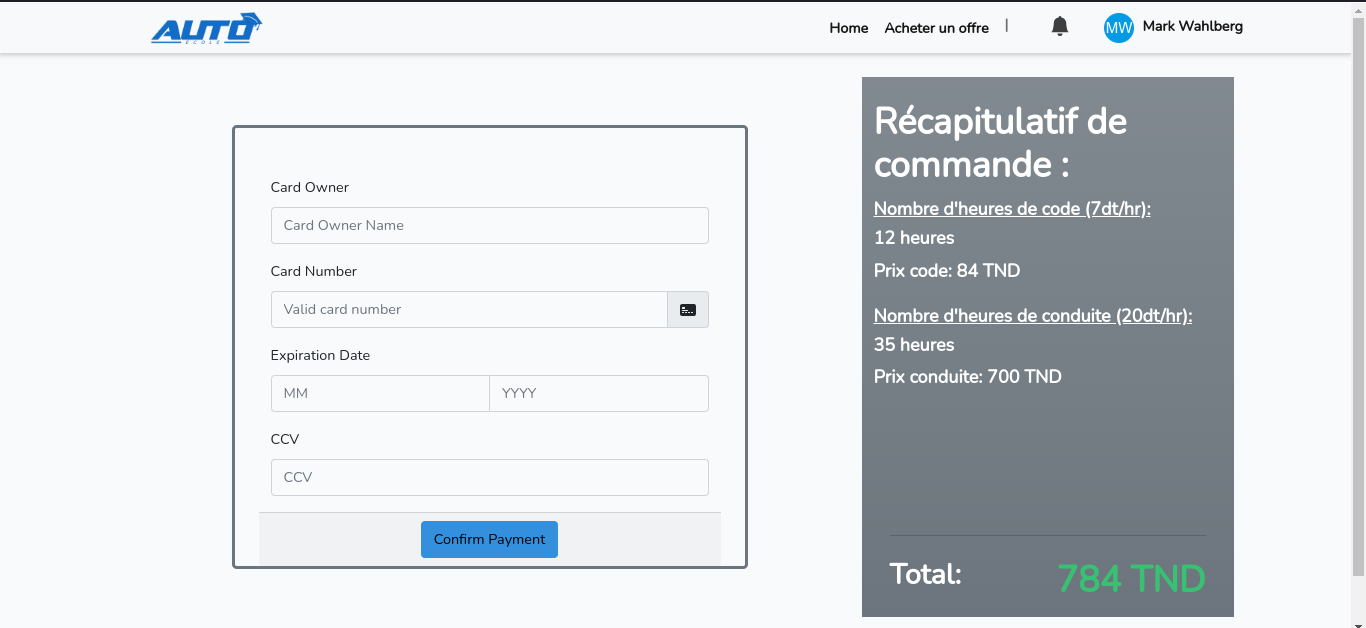 AUTO
ECOLE
Home Acheter un offre | MW Mark Wahlberg
Card Owner
Card Owner Name
Card Number
Valid card number
Expiration Date
MM YYYY
CCV
CCV
Confirm Payment
Récapitulatif de
commande :
Nombre d'heures de code (7dt/hr):
12 heures
Prix code: 84 TND
Nombre d'heures de conduite (20dt/hr):
35 heures
Prix conduite: 700 TND
Total: 784 TND